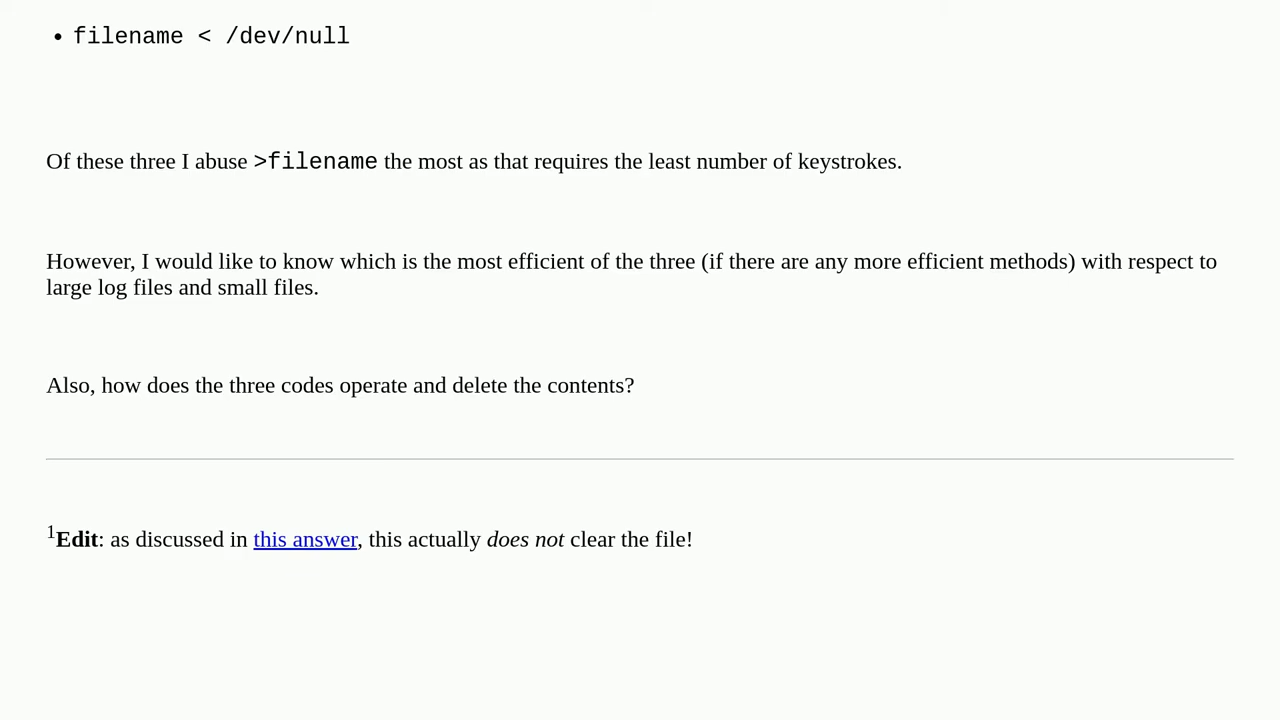 • filename < /dev/null
Of these three I abuse >filename the most as that requires the least number of keystrokes.
However, I would like to know which is the most efficient of the three (if there are any more efficient methods) with respect to
large log files and small files.
Also, how does the three codes operate and delete the contents?
1Edit: as discussed in this answer, this actually does not clear the file!